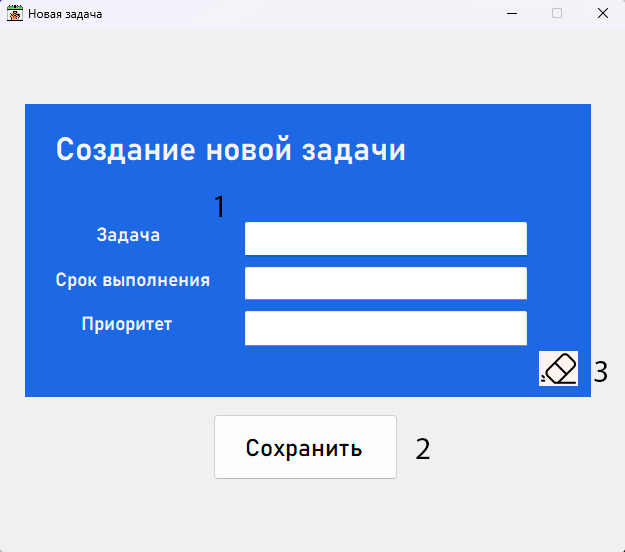 Новая задача
Создание новой задачи
1
Задача
Срок выполнения
Приоритет
3
Сохранить 2